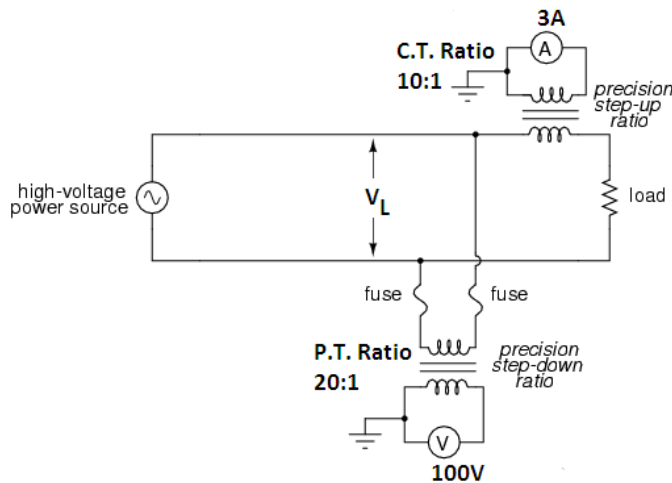 3A
C.T. Ratio
10:1
A
precision
step-up
ratio
high-voltage
power source
VL
load
fuse
fuse
P.T. Ratio
20:1
precision
step-down
ratio
V
100V